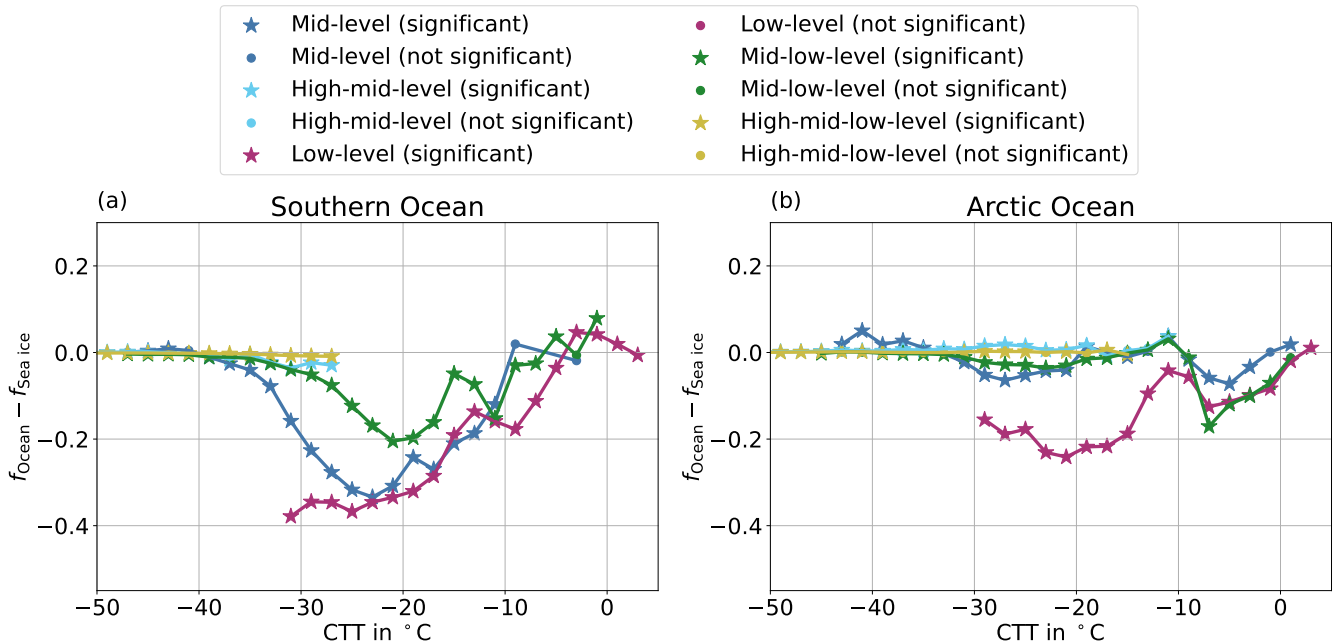 Mid-level (significant)
Mid-level (not significant)
High-mid-level (significant)
High-mid-level (not significant)
Low-level (significant)
Low-level (not significant)
Mid-low-level (significant)
Mid-low-level (not significant)
High-mid-low-level (significant)
High-mid-low-level (not significant)
(a)
Southern Ocean
0.2
0.0
−0.2
−0.4
f_Ocean − f_Sea ice
−50 −40 −30 −20 −10 0
CTT in °C
(b)
Arctic Ocean
0.2
0.0
−0.2
−0.4
f_Ocean − f_Sea ice
−50 −40 −30 −20 −10 0
CTT in °C